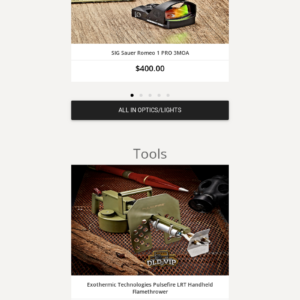 SIG Sauer Romeo 1 PRO 3MOA
$400.00
ALL IN OPTICS/LIGHTS
Tools
DLD VIP
Exothermic Technologies Pulsefire LRT Handheld
Flamethrower